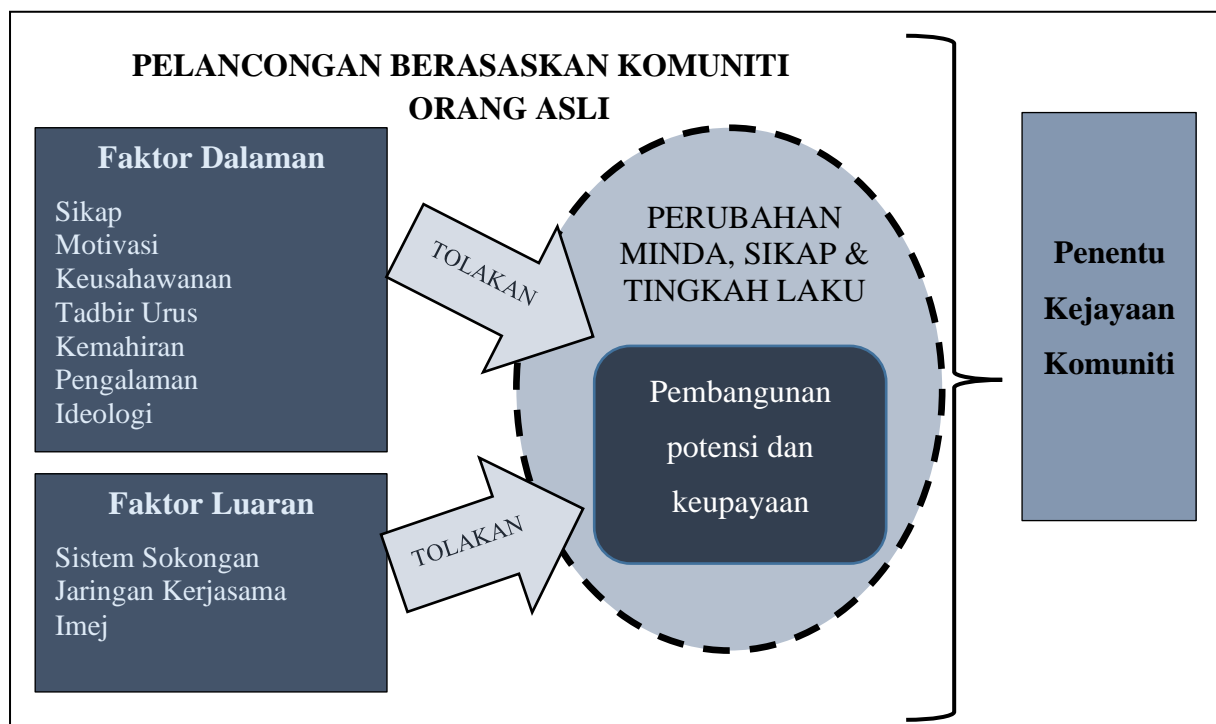 PELANCONGAN BERASASKAN KOMUNITI
ORANG ASLI
Faktor Dalaman
Sikap
Motivasi
Keusahawanan
Tadbir Urus
Kemahiran
Pengalaman
Ideologi
Faktor Luaran
Sistem Sokongan
Jaringan Kerjasama
Imej
TOLAKAN
TOLAKAN
PERUBAHAN
MINDA, SIKAP &
TINGKAH LAKU
Pembangunan
potensi dan
keupayaan
Penentu
Kejayaan
Komuniti